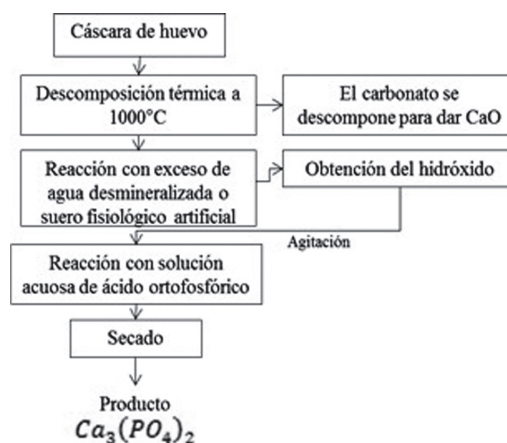 Cáscara de huevo
Descomposición térmica a
1000°C
El carbonato se
descompone para dar CaO
Reacción con exceso de
agua desmineralizada o
suero fisiológico artificial
Obtención del hidróxido
Agitación
Reacción con solución
acuosa de ácido ortofosfórico
Secado
Producto
Ca₃(PO₄)₂